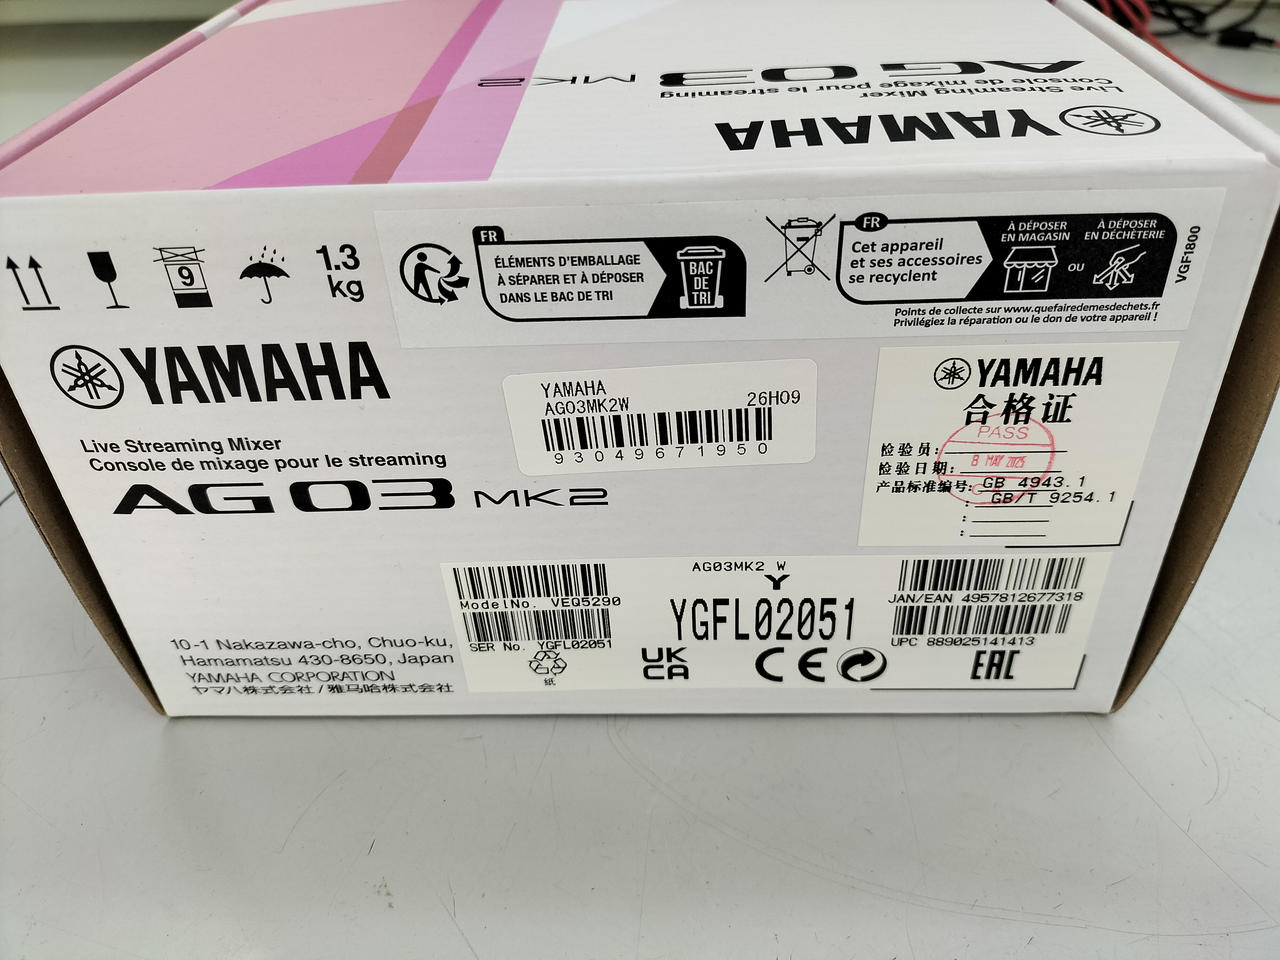 YAMAHA
Live Streaming Mixer
Console de mixage pour le streaming
AG03 MK2
9
1.3
kg
FR
ÉLÉMENTS D'EMBALLAGE
À SÉPARER ET À DÉPOSER
DANS LE BAC DE TRI
BAC
DE
TRI
FR
Cet appareil
et ses accessoires
se recyclent
À DÉPOSER
EN MAGASIN
OU
À DÉPOSER
EN DÉCHÈTERIE
Points de collecte sur www.quefairedemesdechets.fr
Privilégiez la réparation ou le don de votre appareil !
VGF1800
YAMAHA
Live Streaming Mixer
Console de mixage pour le streaming
AG03 MK2
YAMAHA
AG03MK2W 26H09
93049671950
YAMAHA
合格证
PASS
检验员:
检验日期: 8 MAY 2025
产品标准编号: GB 4943.1
: GB/T 9254.1
:
:
10-1 Nakazawa-cho, Chuo-ku,
Hamamatsu 430-8650, Japan
YAMAHA CORPORATION
ヤマハ株式会社 / 雅马哈株式会社
AG03MK2 W
Y
ModelNo. VEQ5290
SER No. YGFL02051
紙
YGFL02051
UK
CA
CE
JAN/EAN 4957812677318
UPC 889025141413
EAC